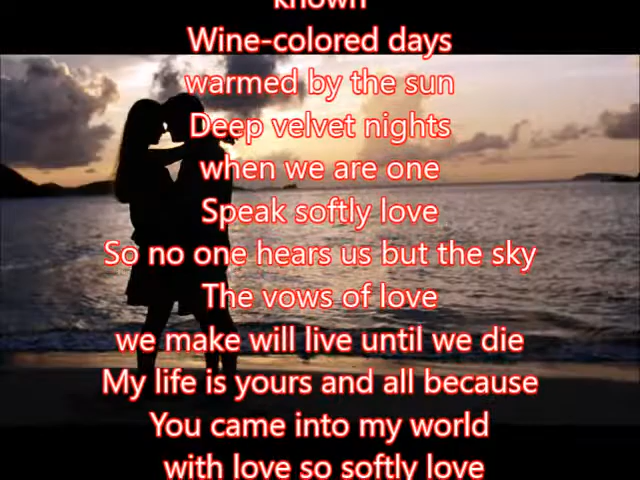 known
Wine-colored days
warmed by the sun
Deep velvet nights
when we are one
Speak softly love
So no one hears us but the sky
The vows of love
we make will live until we die
My life is yours and all because
You came into my world
with love so softly love